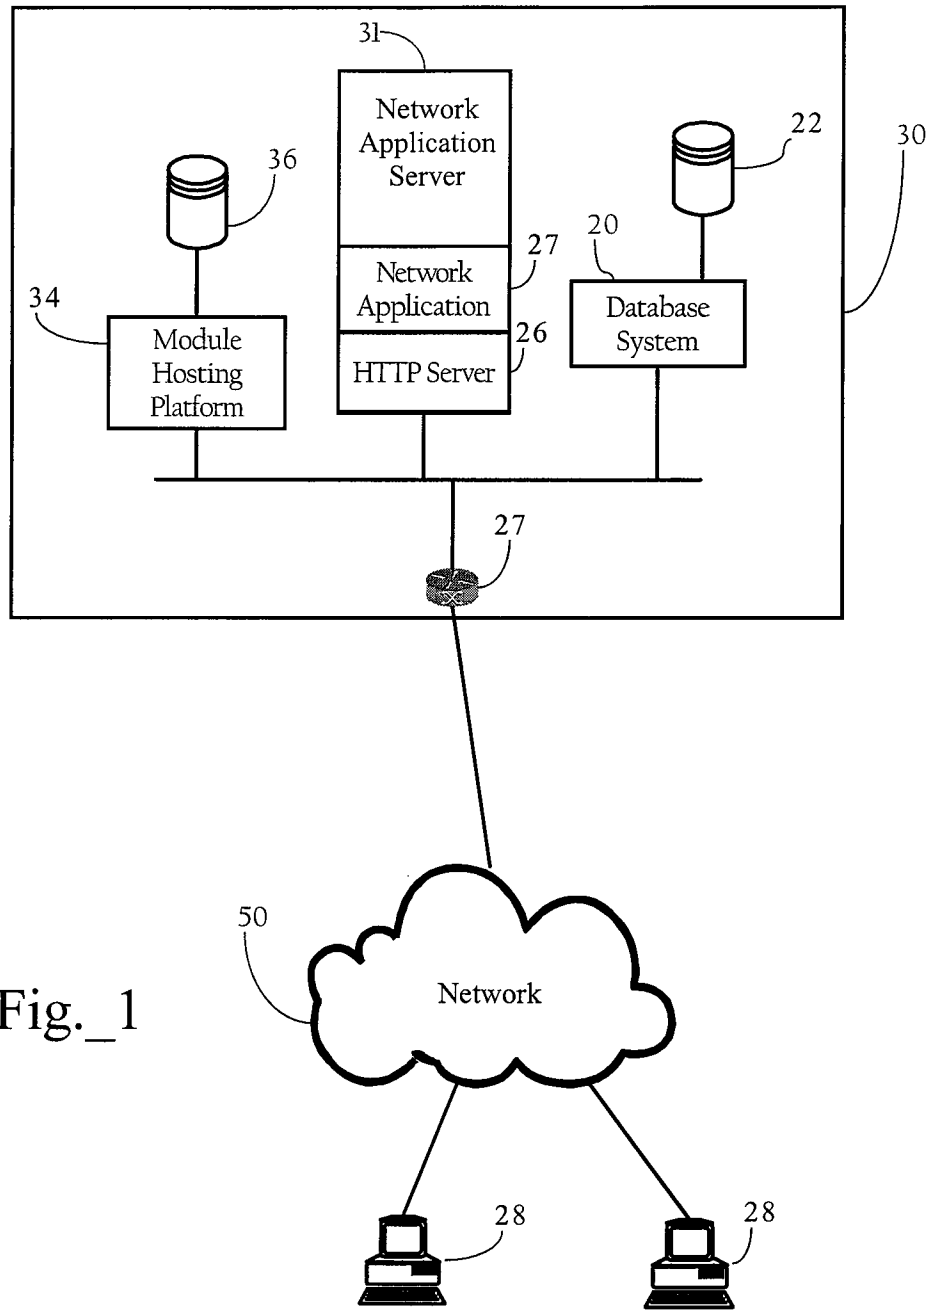 31
Network
Application
Server
22
30
36
27
20
Network
Application
34
Database
System
26
Module
Hosting
Platform
HTTP Server
27
50
Network
Fig._1
28
28